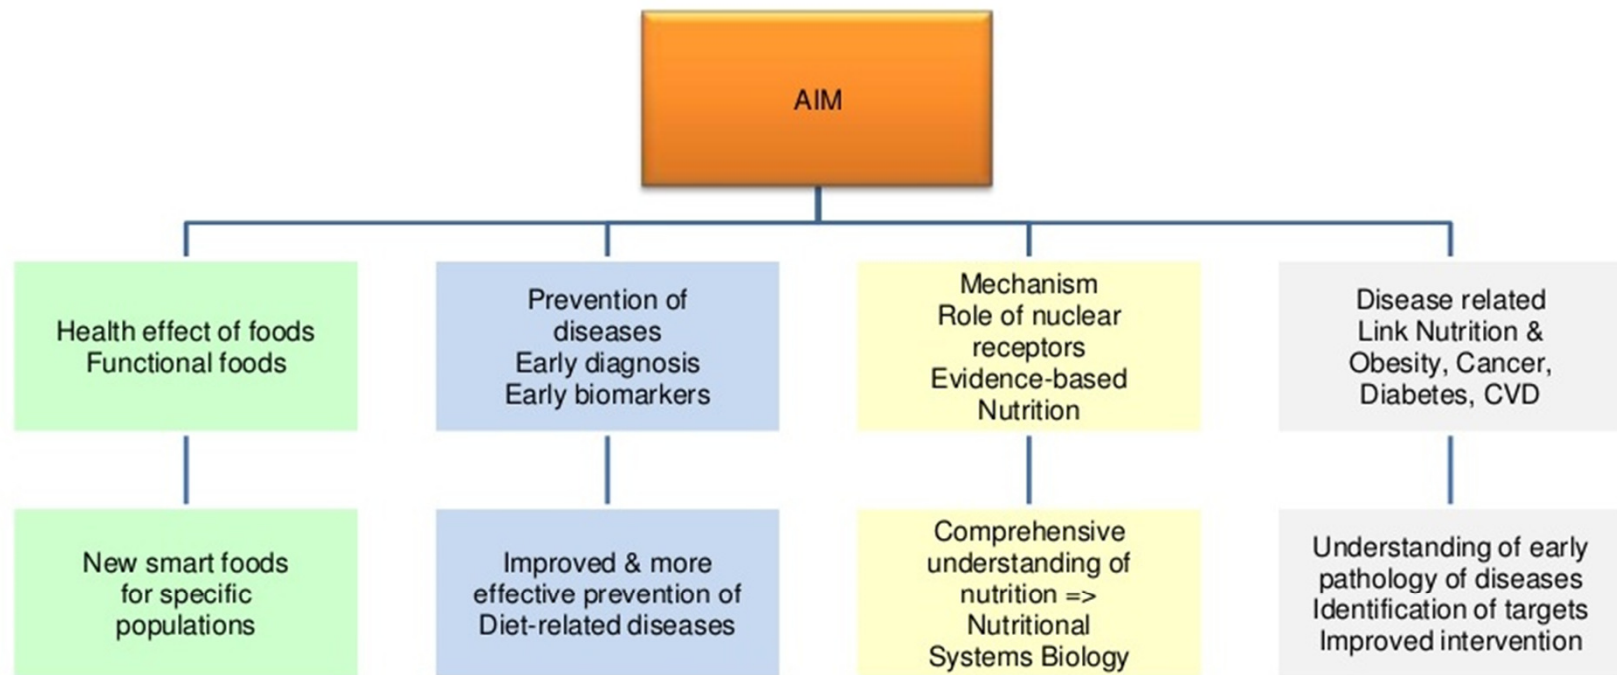 AIM
Health effect of foods
Functional foods
Prevention of
diseases
Early diagnosis
Early biomarkers
Mechanism
Role of nuclear
receptors
Evidence-based
Nutrition
Disease related
Link Nutrition &
Obesity, Cancer,
Diabetes, CVD
New smart foods
for specific
populations
Improved & more
effective prevention of
Diet-related diseases
Comprehensive
understanding of
nutrition =>
Nutritional
Systems Biology
Understanding of early
pathology of diseases
Identification of targets
Improved intervention